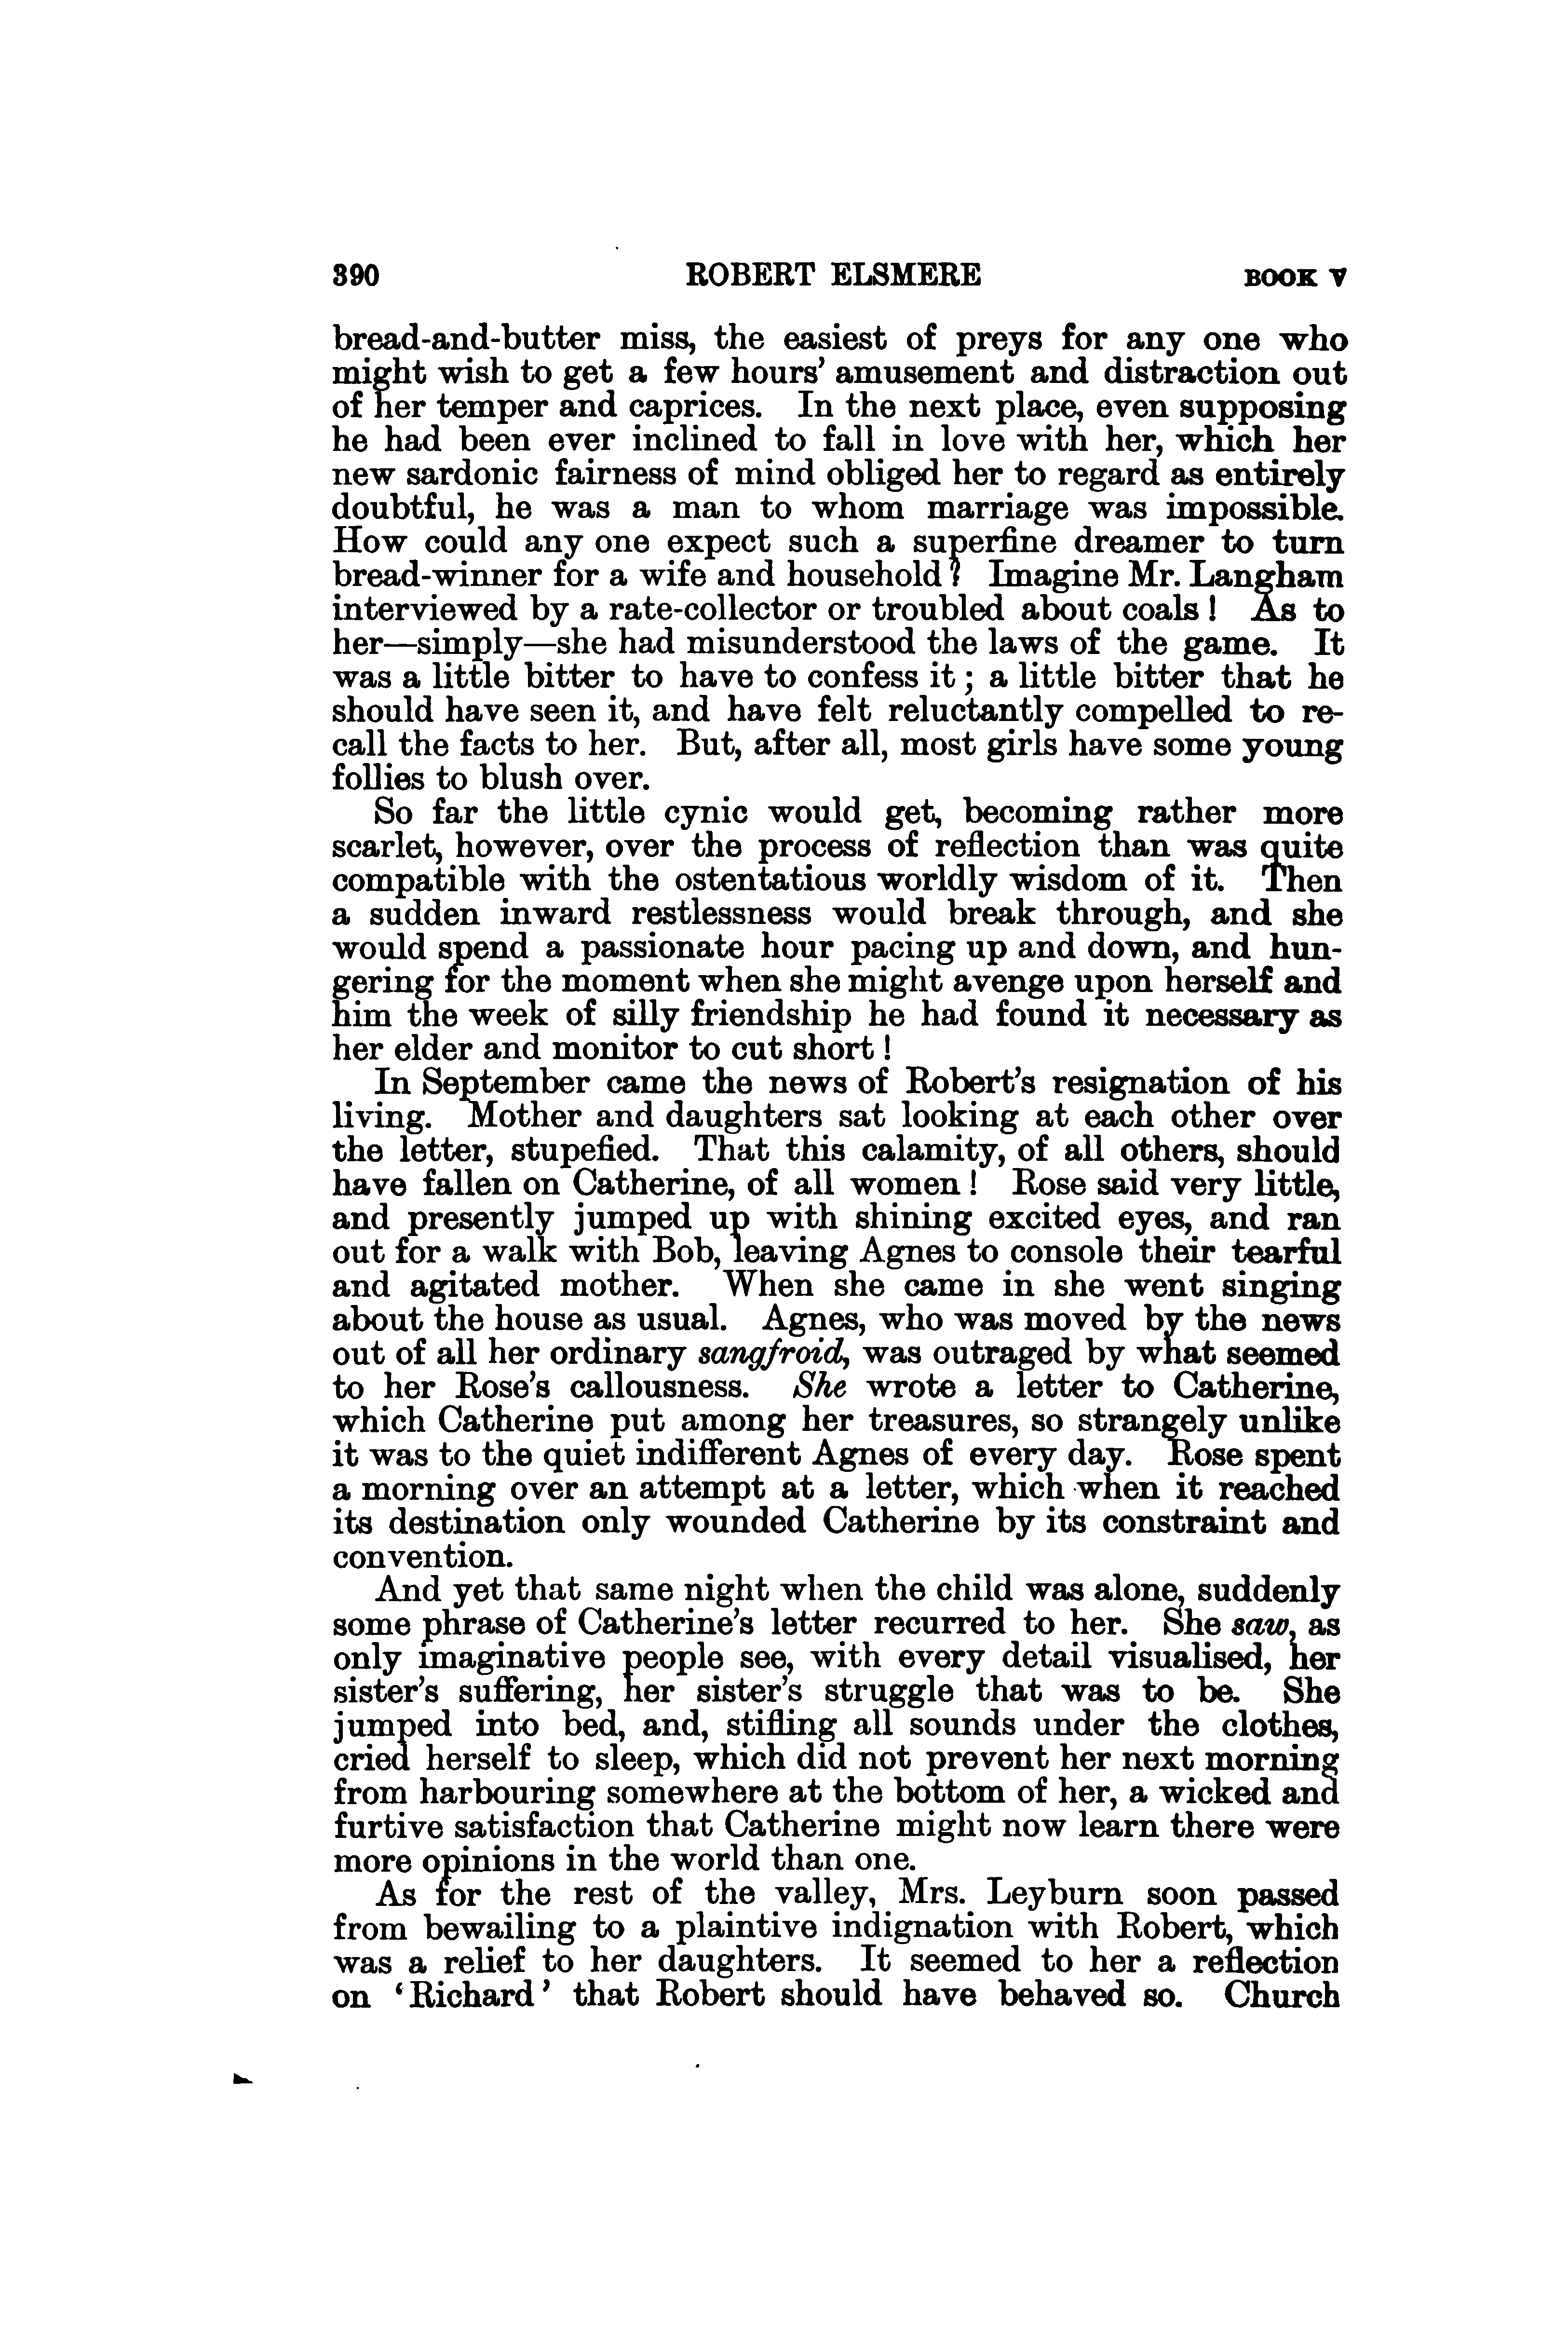 390 ROBERT ELSMERE BOOK V
bread-and-butter miss, the easiest of preys for any one who
might wish to get a few hours' amusement and distraction out
of her temper and caprices. In the next place, even supposing
he had been ever inclined to fall in love with her, which her
new sardonic fairness of mind obliged her to regard as entirely
doubtful, he was a man to whom marriage was impossible.
How could any one expect such a superfine dreamer to turn
bread-winner for a wife and household? Imagine Mr. Langham
interviewed by a rate-collector or troubled about coals! As to
her—simply—she had misunderstood the laws of the game. It
was a little bitter to have to confess it; a little bitter that he
should have seen it, and have felt reluctantly compelled to re-
call the facts to her. But, after all, most girls have some young
follies to blush over.
So far the little cynic would get, becoming rather more
scarlet, however, over the process of reflection than was quite
compatible with the ostentatious worldly wisdom of it. Then
a sudden inward restlessness would break through, and she
would spend a passionate hour pacing up and down, and hun-
gering for the moment when she might avenge upon herself and
him the week of silly friendship he had found it necessary as
her elder and monitor to cut short!
In September came the news of Robert's resignation of his
living. Mother and daughters sat looking at each other over
the letter, stupefied. That this calamity, of all others, should
have fallen on Catherine, of all women! Rose said very little,
and presently jumped up with shining excited eyes, and ran
out for a walk with Bob, leaving Agnes to console their tearful
and agitated mother. When she came in she went singing
about the house as usual. Agnes, who was moved by the news
out of all her ordinary sangfroid, was outraged by what seemed
to her Rose's callousness. She wrote a letter to Catherine,
which Catherine put among her treasures, so strangely unlike
it was to the quiet indifferent Agnes of every day. Rose spent
a morning over an attempt at a letter, which when it reached
its destination only wounded Catherine by its constraint and
convention.
And yet that same night when the child was alone, suddenly
some phrase of Catherine's letter recurred to her. She saw, as
only imaginative people see, with every detail visualised, her
sister's suffering, her sister's struggle that was to be. She
jumped into bed, and, stifling all sounds under the clothes,
cried herself to sleep, which did not prevent her next morning
from harbouring somewhere at the bottom of her, a wicked and
furtive satisfaction that Catherine might now learn there were
more opinions in the world than one.
As for the rest of the valley, Mrs. Leyburn soon passed
from bewailing to a plaintive indignation with Robert, which
was a relief to her daughters. It seemed to her a reflection
on 'Richard' that Robert should have behaved so. Church